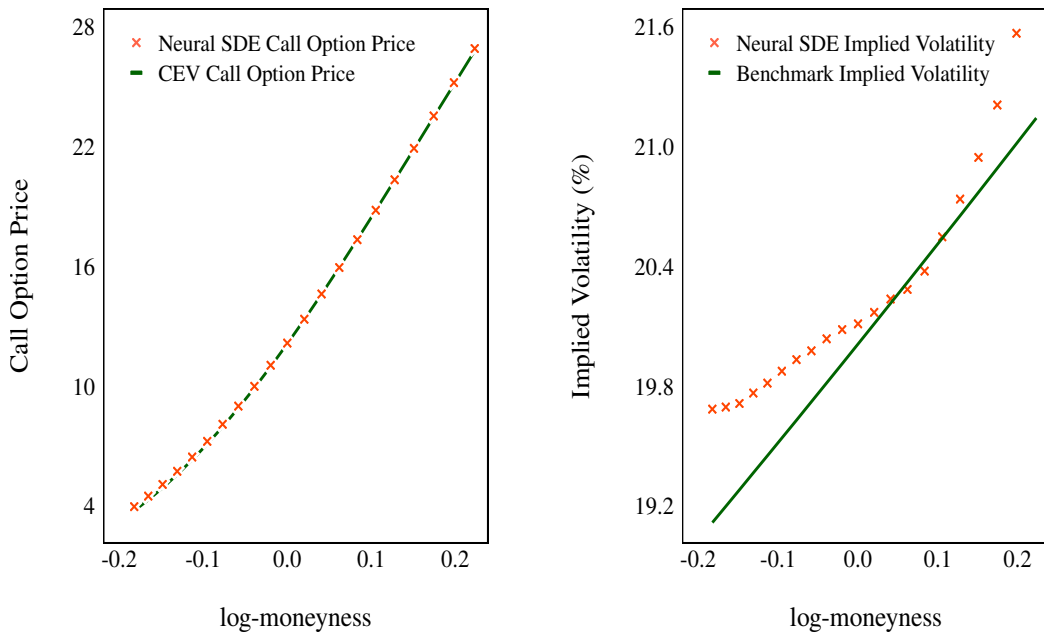 28
22
16
10
4
Call Option Price
Neural SDE Call Option Price
CEV Call Option Price
-0.2
-0.1
0.0
0.1
0.2
log-moneyness
21.6
21.0
20.4
19.8
19.2
Implied Volatility (%)
Neural SDE Implied Volatility
Benchmark Implied Volatility
-0.2
-0.1
0.0
0.1
0.2
log-moneyness